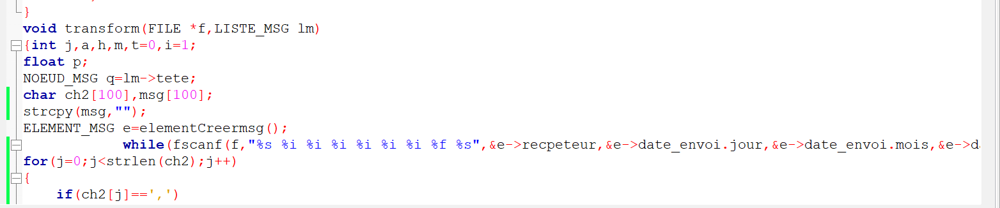 }
void transform(FILE *f,LISTE_MSG lm)
{int j,a,h,m,t=0,i=1;
float p;
NOEUD_MSG q=lm->tete;
char ch2[100],msg[100];
strcpy(msg,"");
ELEMENT_MSG e=elementCreermsg();
while(fscanf(f,"%s %i %i %i %i %i %i %f %s",&e->recpeteur,&e->date_envoi.jour,&e->date_envoi.mois,&e->d
for(j=0;j<strlen(ch2);j++)
{
if(ch2[j]==',')